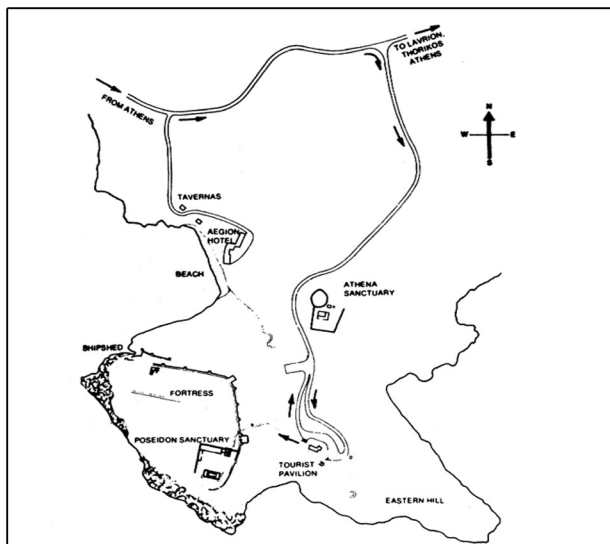 TO LAVRION,
THORIKOS
ATHENS
FROM ATHENS
N
W E
S
TAVERNAS
AEGION
HOTEL
BEACH
ATHENA
SANCTUARY
SHIPSHED
FORTRESS
POSEIDON SANCTUARY
TOURIST
PAVILION
EASTERN HILL